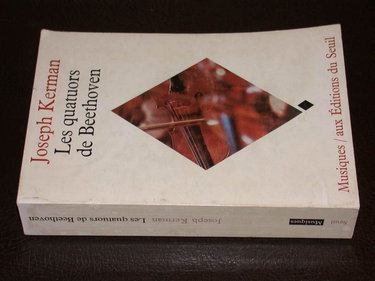 Joseph Kerman
Les quatuors
de Beethoven
Musiques / aux Éditions du Seuil
Joseph Kerman Les quatuors de Beethoven Musiques Seuil